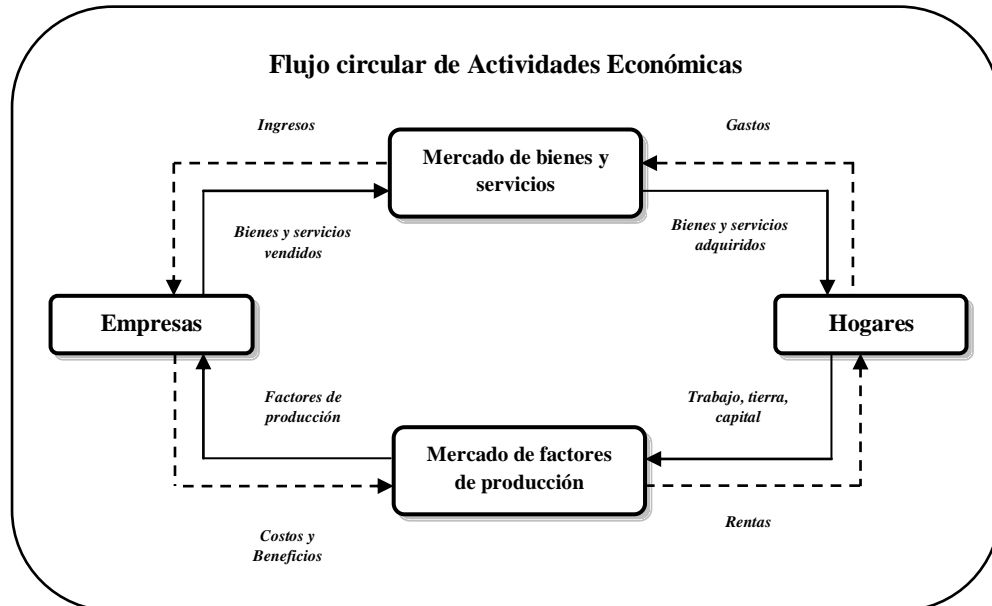 Flujo circular de Actividades Económicas
Ingresos
Gastos
Mercado de bienes y
servicios
Bienes y servicios
vendidos
Bienes y servicios
adquiridos
Empresas
Hogares
Factores de
producción
Trabajo, tierra,
capital
Mercado de factores
de producción
Costos y
Beneficios
Rentas